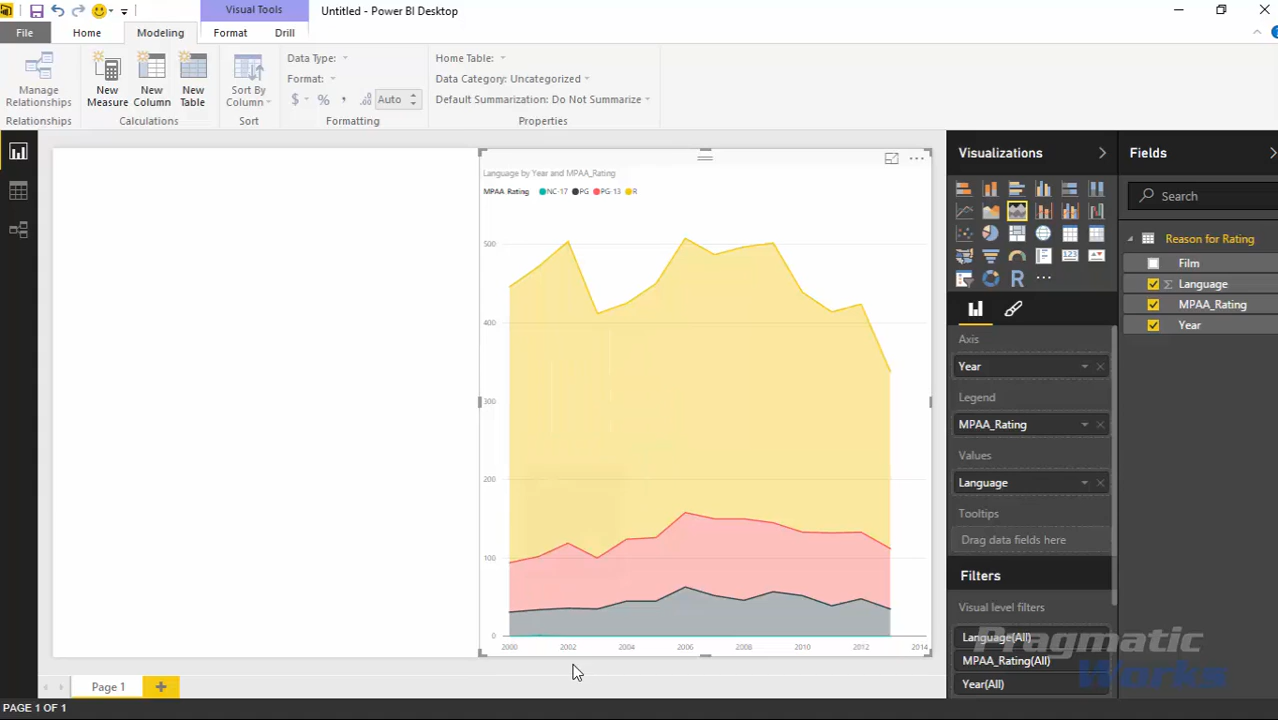 Visual Tools
Untitled - Power BI Desktop
File
Home
Modeling
Format
Drill
Manage
Relationships
New
Measure
New
Column
New
Table
Sort By
Column
Data Type:
Format:
$ % , .00 Auto
Home Table:
Data Category: Uncategorized
Default Summarization: Do Not Summarize
Relationships
Calculations
Sort
Formatting
Properties
Language by Year and MPAA_Rating
MPAA Rating NC-17 PG PG-13 R
500
400
300
200
100
0
2000 2002 2004 2006 2008 2010 2012 2014
Visualizations
R
Axis
Year
Legend
MPAA_Rating
Values
Language
Tooltips
Drag data fields here
Filters
Visual level filters
Language(All)
MPAA_Rating(All)
Year(All)
Fields
Search
Reason for Rating
Film
Σ Language
MPAA_Rating
Year
Pragmatic
Works
Page 1
PAGE 1 OF 1